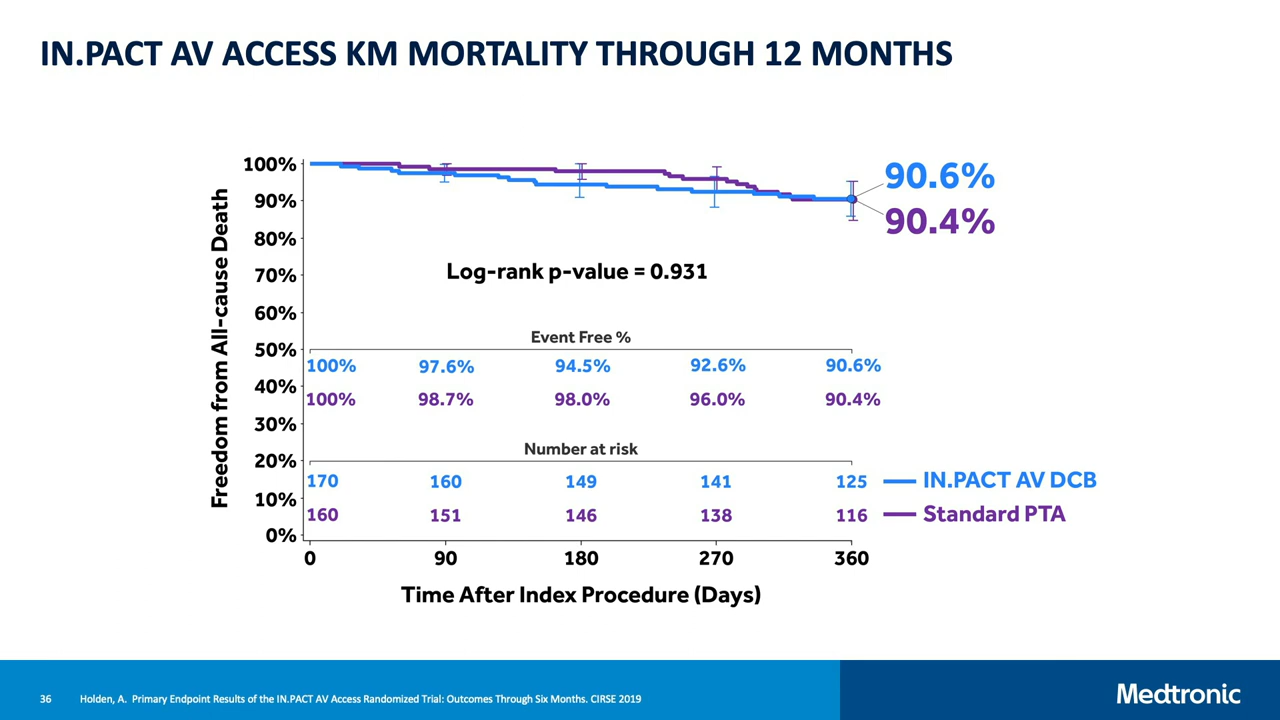 IN.PACT AV ACCESS KM MORTALITY THROUGH 12 MONTHS
Freedom from All-cause Death
100%
90%
80%
70%
60%
50%
40%
30%
20%
10%
0%
90.6%
90.4%
Log-rank p-value = 0.931
Event Free %
100% 97.6% 94.5% 92.6% 90.6%
100% 98.7% 98.0% 96.0% 90.4%
Number at risk
170 160 149 141 125
160 151 146 138 116
IN.PACT AV DCB
Standard PTA
0 90 180 270 360
Time After Index Procedure (Days)
36 Holden, A. Primary Endpoint Results of the IN.PACT AV Access Randomized Trial: Outcomes Through Six Months. CIRSE 2019
Medtronic